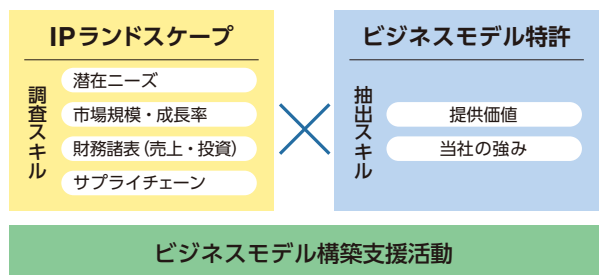 IPランドスケープ
調査スキル
潜在ニーズ
市場規模・成長率
財務諸表(売上・投資)
サプライチェーン
ビジネスモデル特許
抽出スキル
提供価値
当社の強み
ビジネスモデル構築支援活動